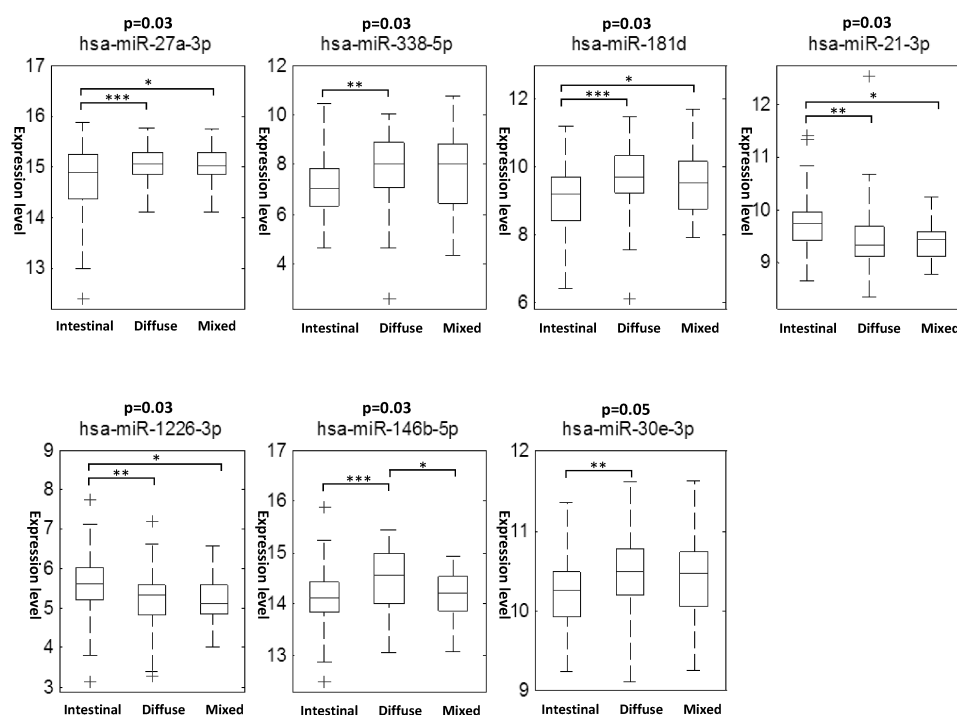 p=0.03
hsa-miR-27a-3p
Expression level
17
16
15
14
13
*
***
Intestinal Diffuse Mixed
p=0.03
hsa-miR-338-5p
Expression level
12
10
8
6
4
**
Intestinal Diffuse Mixed
p=0.03
hsa-miR-181d
Expression level
12
10
8
6
*
***
Intestinal Diffuse Mixed
p=0.03
hsa-miR-21-3p
Expression level
12
11
10
9
*
**
Intestinal Diffuse Mixed
p=0.03
hsa-miR-1226-3p
Expression level
9
8
7
6
5
4
3
*
**
Intestinal Diffuse Mixed
p=0.03
hsa-miR-146b-5p
Expression level
17
16
15
14
13
***
*
Intestinal Diffuse Mixed
p=0.05
hsa-miR-30e-3p
Expression level
12
11
10
9
**
Intestinal Diffuse Mixed